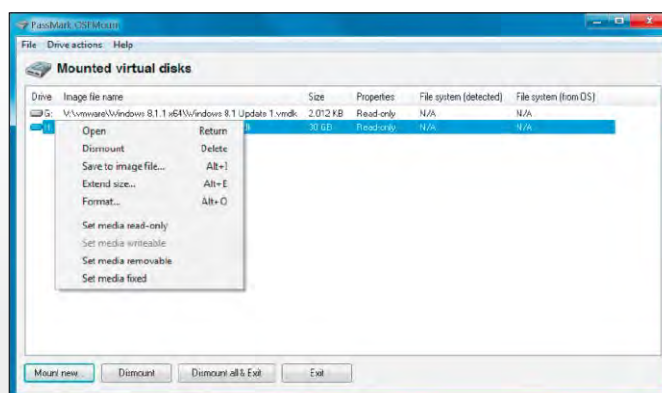 PassMark OSFMount
File Drive actions Help
Mounted virtual disks
Drive Image file name Size Properties File system (detected) File system (from OS)
G: V:\vmware\Windows 8.1.1 x64\Windows 8.1 Update 1.vmdk 2.012 KB Read-only N/A N/A
30 GB Read-only N/A N/A
Open Return
Dismount Delete
Save to image file... Alt+I
Extend size... Alt+E
Format... Alt+O
Set media read-only
Set media writeable
Set media removable
Set media fixed
Mount new... Dismount Dismount all & Exit Exit